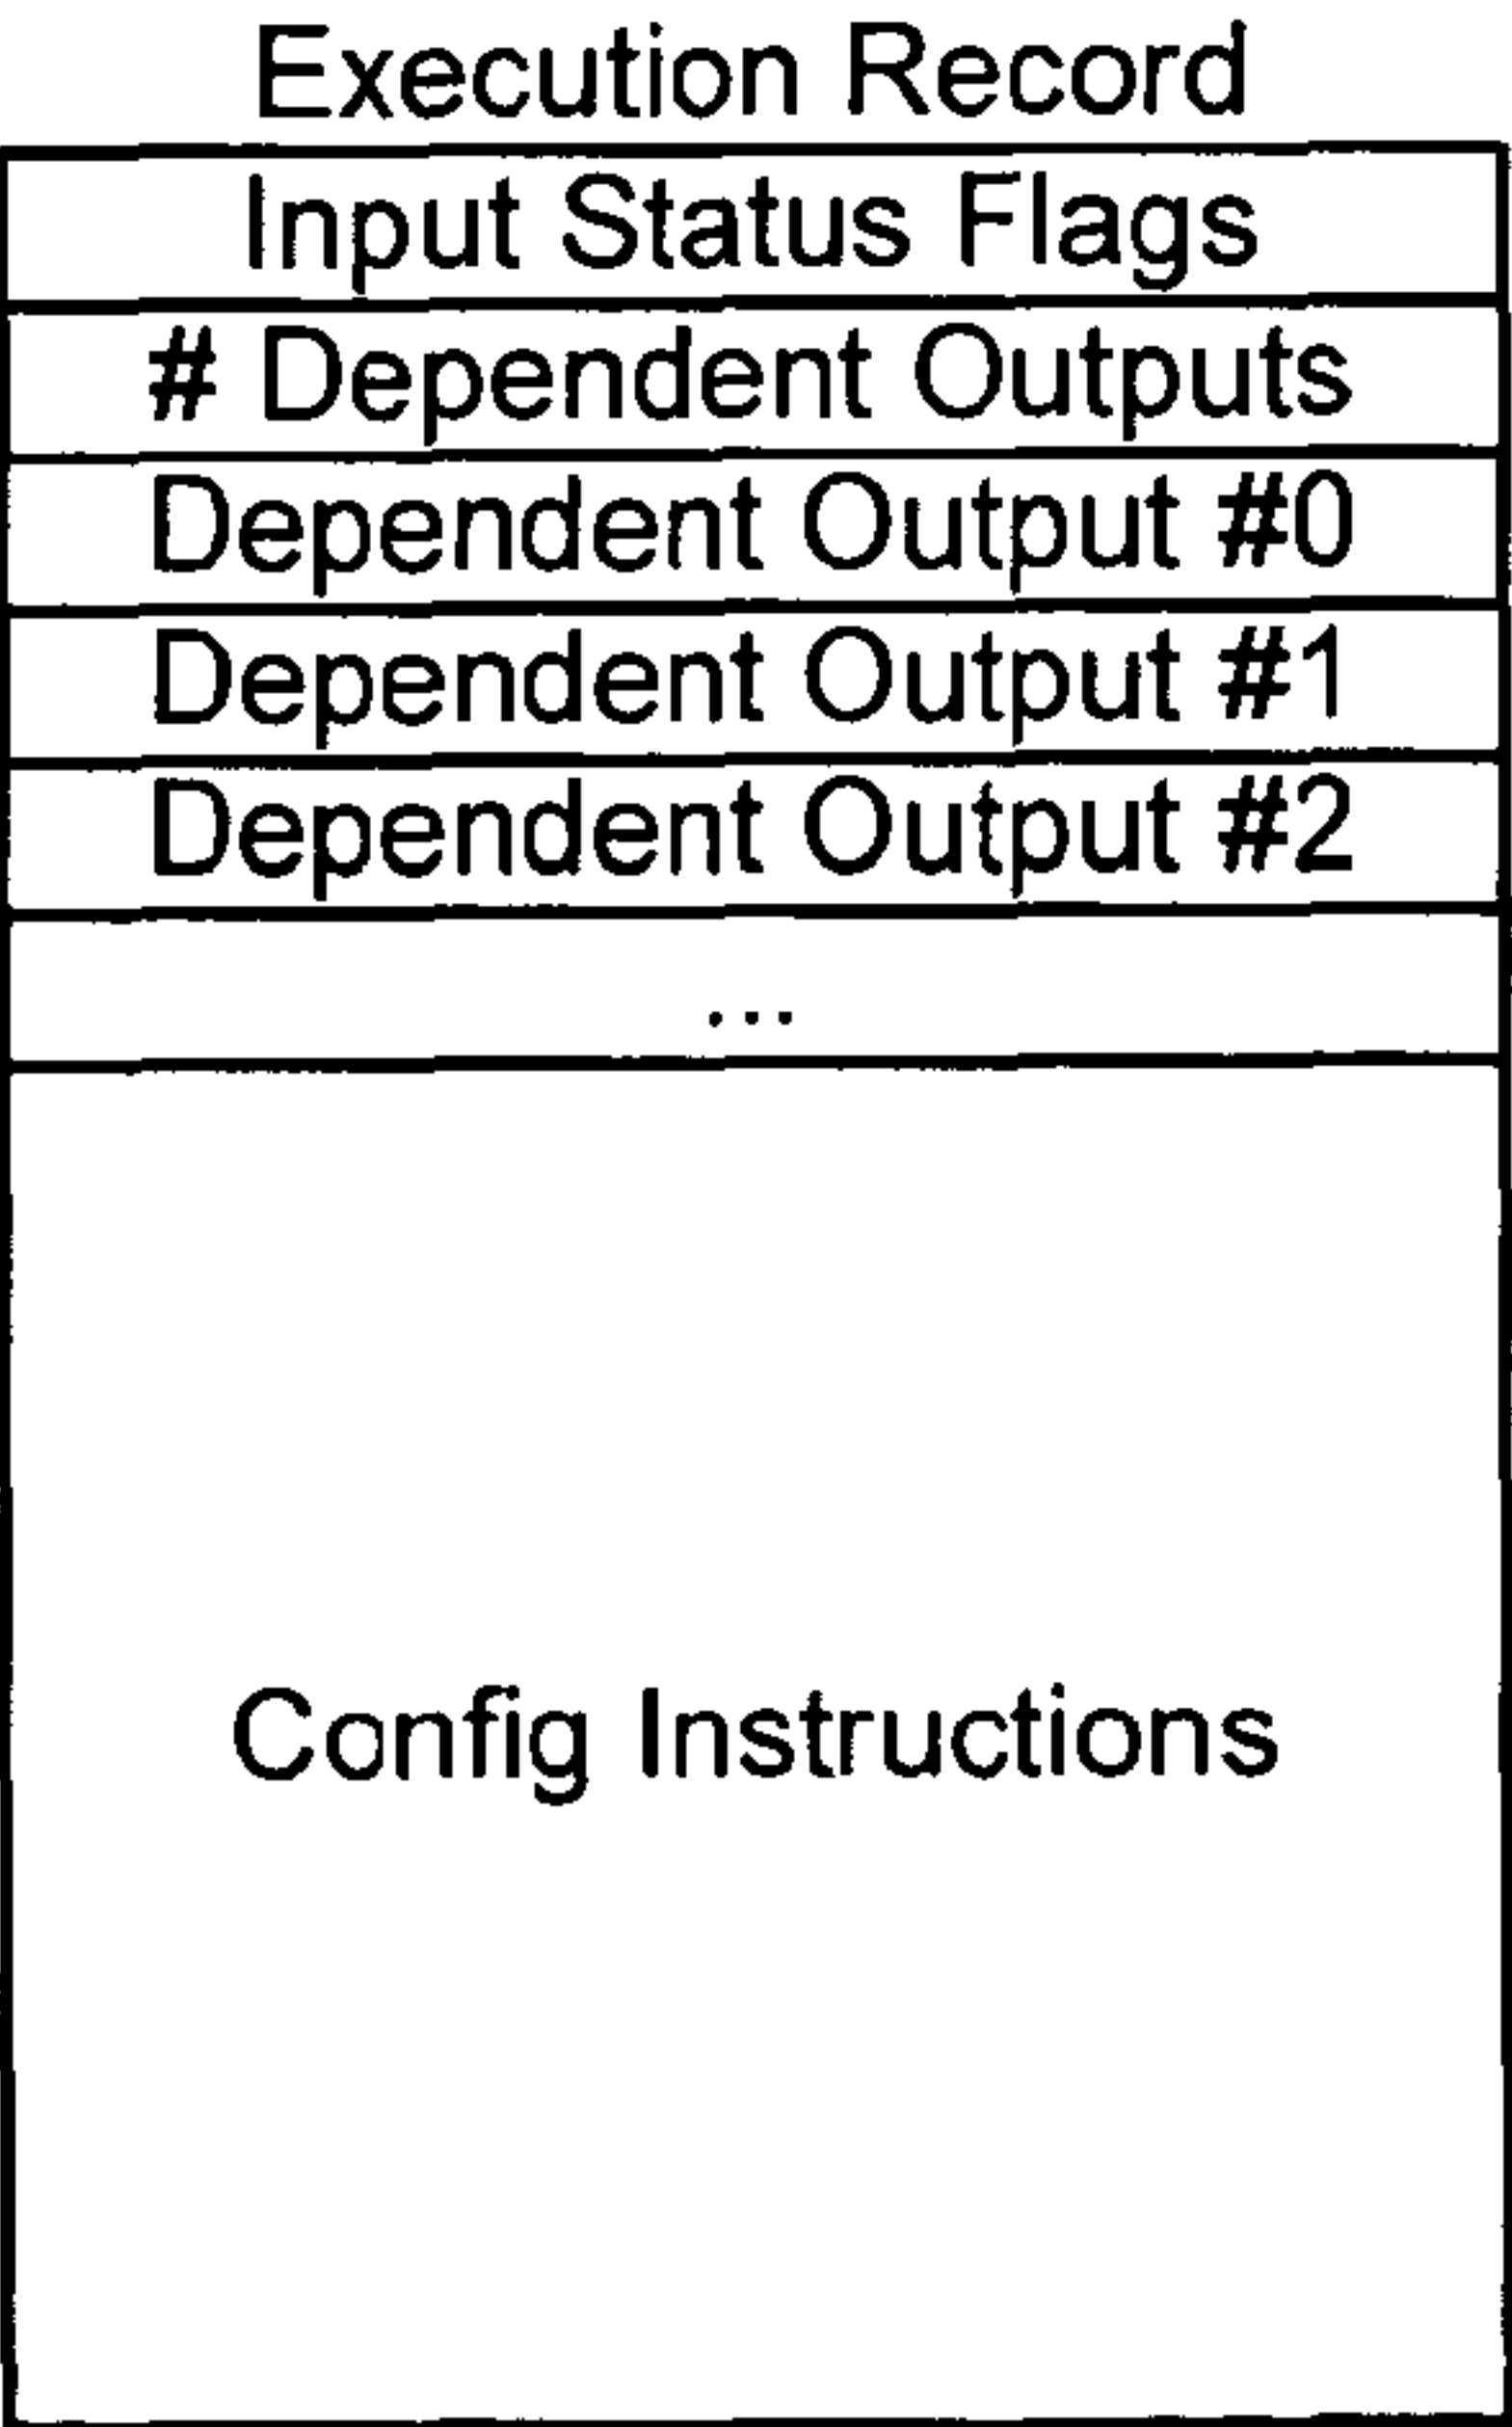 Execution Record
Input Status Flags
# Dependent Outputs
Dependent Output #0
Dependent Output #1
Dependent Output #2
...
Config Instructions